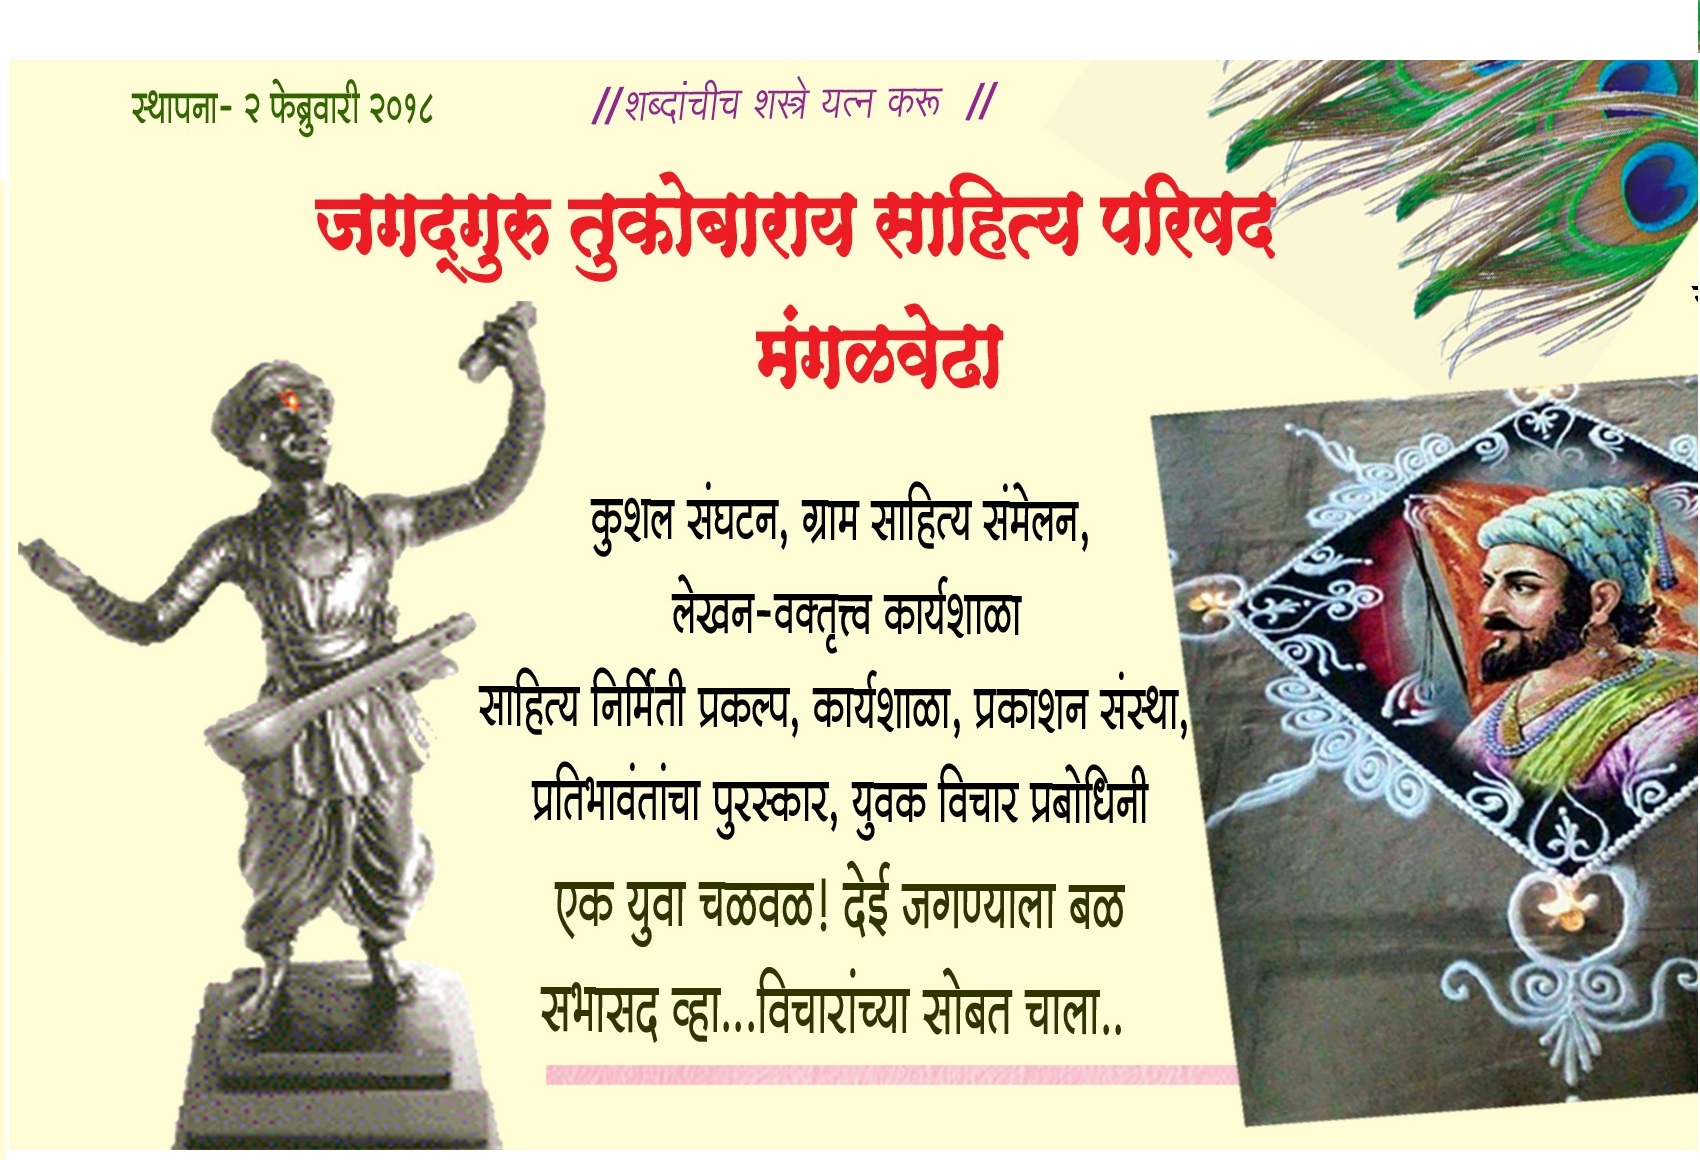 स्थापना- २ फेब्रुवारी २०१८
//शब्दांचीच शस्त्रे यत्न करू //
जगद्‌गुरु तुकोबाराय साहित्य परिषद
मंगळवेढा
कुशल संघटन, ग्राम साहित्य संमेलन,
लेखन-वक्तृत्त्व कार्यशाळा
साहित्य निर्मिती प्रकल्प, कार्यशाळा, प्रकाशन संस्था,
प्रतिभावंतांचा पुरस्कार, युवक विचार प्रबोधिनी
एक युवा चळवळ! देई जगण्याला बळ
सभासद व्हा...विचारांच्या सोबत चाला..